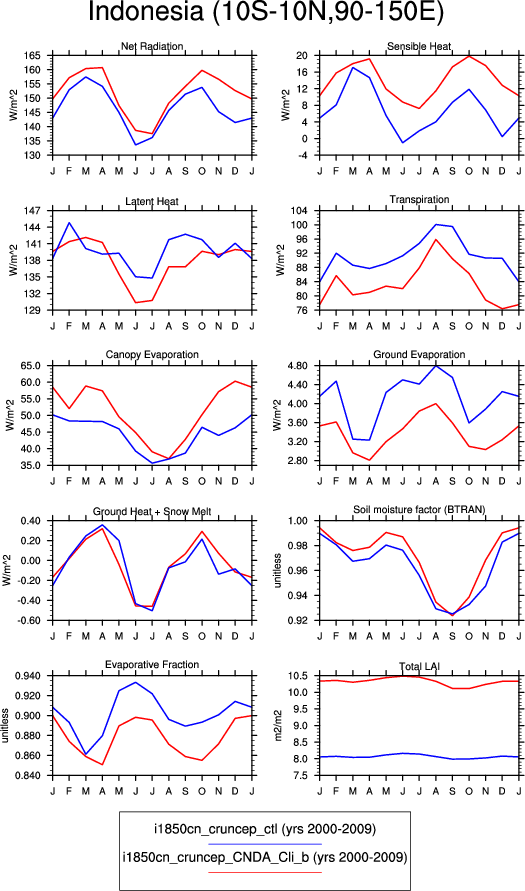 Indonesia (10S-10N,90-150E)
Net Radiation
W/m^2
165
160
155
150
145
140
135
130
J F M A M J J A S O N D J
Sensible Heat
W/m^2
20
16
12
8
4
0
-4
J F M A M J J A S O N D J
Latent Heat
W/m^2
147
144
141
138
135
132
129
J F M A M J J A S O N D J
Transpiration
W/m^2
104
100
96
92
88
84
80
76
J F M A M J J A S O N D J
Canopy Evaporation
W/m^2
65.0
60.0
55.0
50.0
45.0
40.0
35.0
J F M A M J J A S O N D J
Ground Evaporation
W/m^2
4.80
4.40
4.00
3.60
3.20
2.80
J F M A M J J A S O N D J
Ground Heat + Snow Melt
W/m^2
0.40
0.20
0.00
-0.20
-0.40
-0.60
J F M A M J J A S O N D J
Soil moisture factor (BTRAN)
unitless
1.00
0.98
0.96
0.94
0.92
J F M A M J J A S O N D J
Evaporative Fraction
unitless
0.940
0.920
0.900
0.880
0.860
0.840
J F M A M J J A S O N D J
Total LAI
m2/m2
10.5
10.0
9.5
9.0
8.5
8.0
7.5
J F M A M J J A S O N D J
i1850cn_cruncep_ctl (yrs 2000-2009)
i1850cn_cruncep_CNDA_Cli_b (yrs 2000-2009)